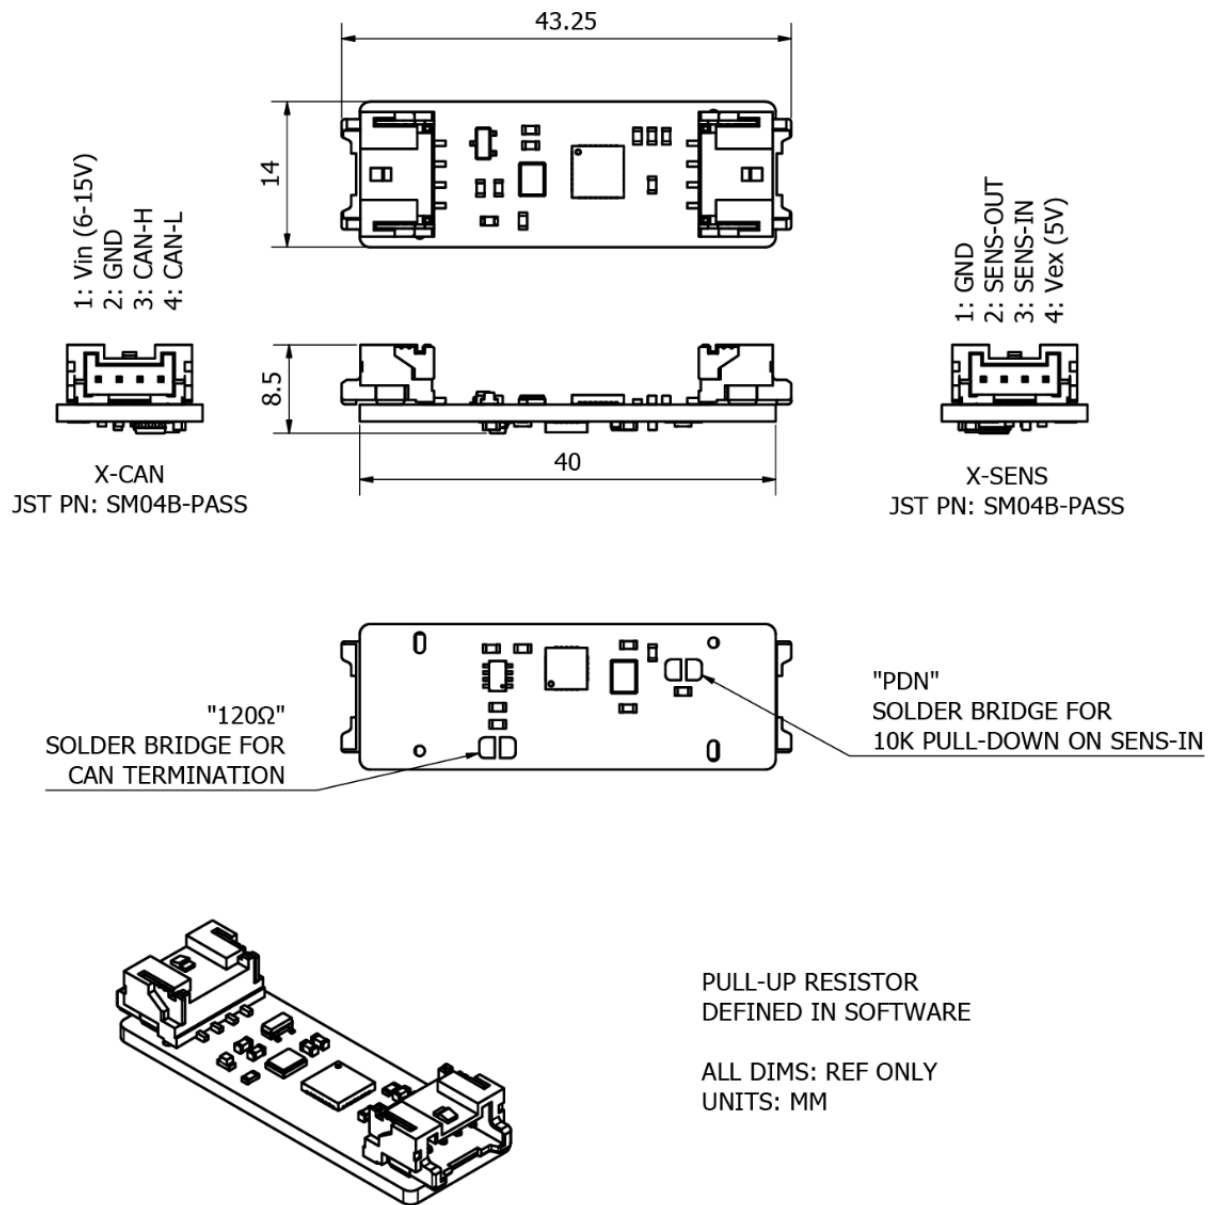 43.25
14
1: Vin (6-15V)
2: GND
3: CAN-H
4: CAN-L
1: GND
2: SENS-OUT
3: SENS-IN
4: Vex (5V)
8.5
40
X-CAN
JST PN: SM04B-PASS
X-SENS
JST PN: SM04B-PASS
"120Ω"
SOLDER BRIDGE FOR
CAN TERMINATION
"PDN"
SOLDER BRIDGE FOR
10K PULL-DOWN ON SENS-IN
PULL-UP RESISTOR
DEFINED IN SOFTWARE
ALL DIMS: REF ONLY
UNITS: MM